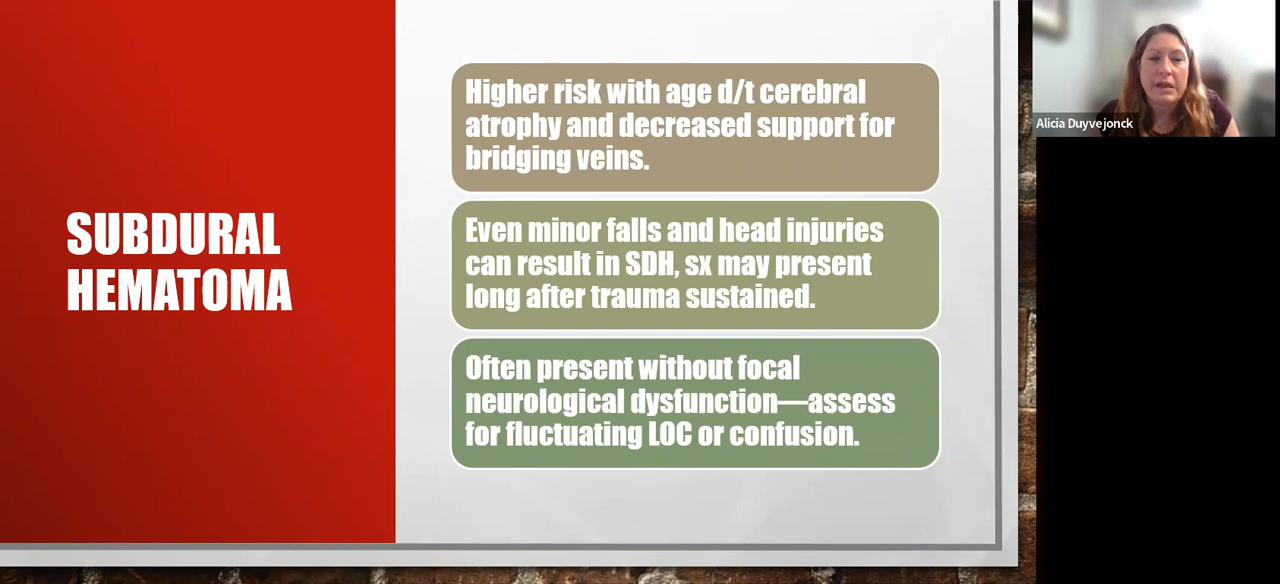 SUBDURAL
HEMATOMA
Higher risk with age d/t cerebral
atrophy and decreased support for
bridging veins.
Even minor falls and head injuries
can result in SDH, sx may present
long after trauma sustained.
Often present without focal
neurological dysfunction—assess
for fluctuating LOC or confusion.
Alicia Duyvejonck